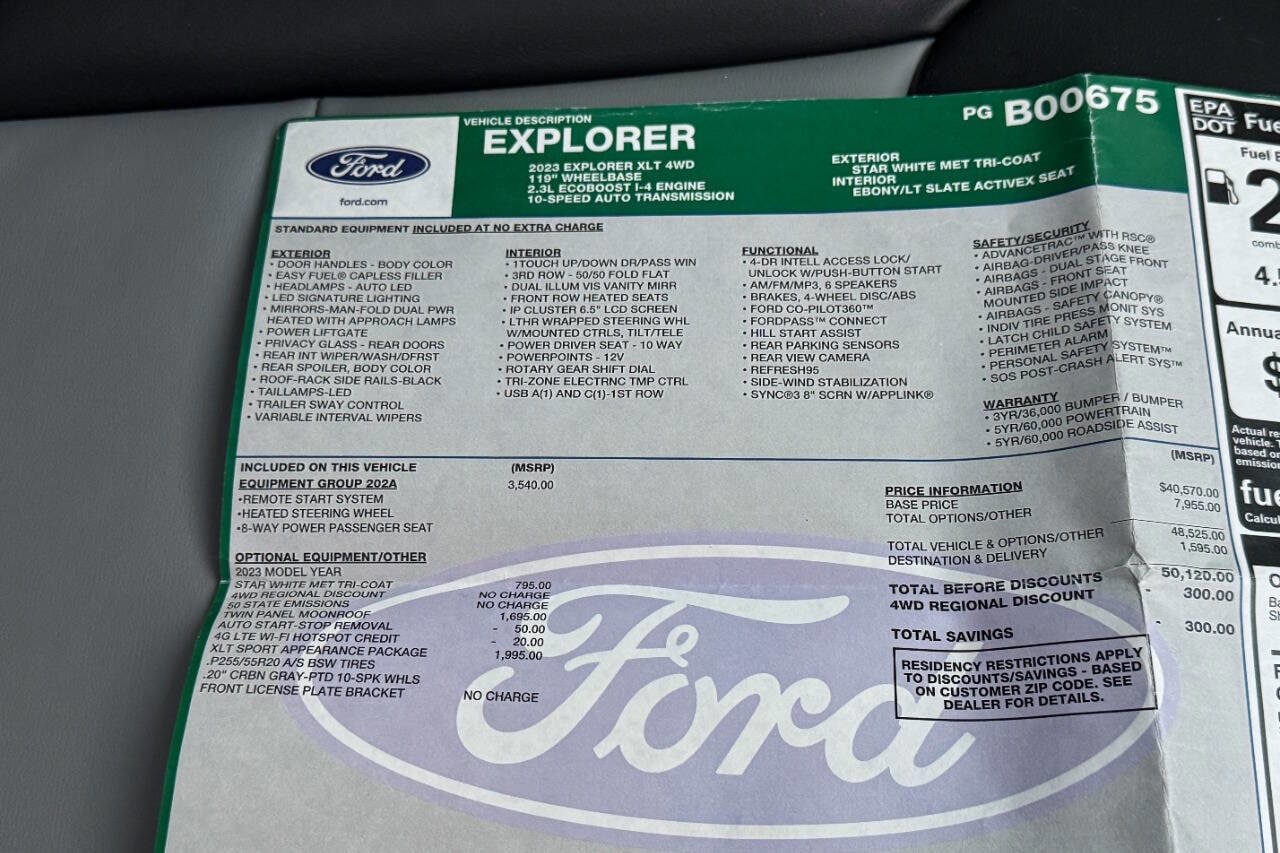 Ford
ford.com
VEHICLE DESCRIPTION
EXPLORER
2023 EXPLORER XLT 4WD
119" WHEELBASE
2.3L ECOBOOST I-4 ENGINE
10-SPEED AUTO TRANSMISSION
PG B00675
EXTERIOR
STAR WHITE MET TRI-COAT
INTERIOR
EBONY/LT SLATE ACTIVEX SEAT
STANDARD EQUIPMENT INCLUDED AT NO EXTRA CHARGE
EXTERIOR
• DOOR HANDLES - BODY COLOR
• EASY FUEL® CAPLESS FILLER
• HEADLAMPS - AUTO LED
• LED SIGNATURE LIGHTING
• MIRRORS-MAN-FOLD DUAL PWR
HEATED WITH APPROACH LAMPS
• POWER LIFTGATE
• PRIVACY GLASS - REAR DOORS
• REAR INT WIPER/WASH/DFRST
• REAR SPOILER, BODY COLOR
• ROOF-RACK SIDE RAILS-BLACK
• TAILLAMPS-LED
• TRAILER SWAY CONTROL
• VARIABLE INTERVAL WIPERS
INTERIOR
• 1TOUCH UP/DOWN DR/PASS WIN
• 3RD ROW - 50/50 FOLD FLAT
• DUAL ILLUM VIS VANITY MIRR
• FRONT ROW HEATED SEATS
• IP CLUSTER 6.5" LCD SCREEN
• LTHR WRAPPED STEERING WHL
W/MOUNTED CTRLS, TILT/TELE
• POWER DRIVER SEAT - 10 WAY
• POWERPOINTS - 12V
• ROTARY GEAR SHIFT DIAL
• TRI-ZONE ELECTRNC TMP CTRL
• USB A(1) AND C(1)-1ST ROW
FUNCTIONAL
• 4-DR INTELL ACCESS LOCK/
UNLOCK W/PUSH-BUTTON START
• AM/FM/MP3, 6 SPEAKERS
• BRAKES, 4-WHEEL DISC/ABS
• FORD CO-PILOT360™
• FORDPASS™ CONNECT
• HILL START ASSIST
• REAR PARKING SENSORS
• REAR VIEW CAMERA
• REFRESH95
• SIDE-WIND STABILIZATION
• SYNC®3 8" SCRN W/APPLINK®
SAFETY/SECURITY
• ADVANCETRAC™ WITH RSC®
• AIRBAG-DRIVER/PASS KNEE
• AIRBAGS - DUAL STAGE FRONT
• AIRBAGS - FRONT SEAT
MOUNTED SIDE IMPACT
• AIRBAGS - SAFETY CANOPY®
• INDIV TIRE PRESS MONIT SYS
• LATCH CHILD SAFETY SYSTEM
• PERIMETER ALARM
• PERSONAL SAFETY SYSTEM™
• SOS POST-CRASH ALERT SYS™
WARRANTY
• 3YR/36,000 BUMPER / BUMPER
• 5YR/60,000 POWERTRAIN
• 5YR/60,000 ROADSIDE ASSIST
INCLUDED ON THIS VEHICLE (MSRP)
EQUIPMENT GROUP 202A 3,540.00
•REMOTE START SYSTEM
•HEATED STEERING WHEEL
•8-WAY POWER PASSENGER SEAT
OPTIONAL EQUIPMENT/OTHER
2023 MODEL YEAR
STAR WHITE MET TRI-COAT 795.00
4WD REGIONAL DISCOUNT NO CHARGE
50 STATE EMISSIONS NO CHARGE
TWIN PANEL MOONROOF 1,695.00
AUTO START-STOP REMOVAL - 50.00
4G LTE WI-FI HOTSPOT CREDIT - 20.00
XLT SPORT APPEARANCE PACKAGE 1,995.00
.P255/55R20 A/S BSW TIRES
.20" CRBN GRAY-PTD 10-SPK WHLS
FRONT LICENSE PLATE BRACKET NO CHARGE
Ford
(MSRP)
PRICE INFORMATION
BASE PRICE $40,570.00
TOTAL OPTIONS/OTHER 7,955.00
TOTAL VEHICLE & OPTIONS/OTHER 48,525.00
DESTINATION & DELIVERY 1,595.00
TOTAL BEFORE DISCOUNTS 50,120.00
4WD REGIONAL DISCOUNT - 300.00
TOTAL SAVINGS - 300.00
RESIDENCY RESTRICTIONS APPLY
TO DISCOUNTS/SAVINGS - BASED
ON CUSTOMER ZIP CODE. SEE
DEALER FOR DETAILS.
EPA
DOT
Fue
Fuel E
2
comb
4.
Annua
$
Actual re
vehicle.
based on
emission
fue
Calcul